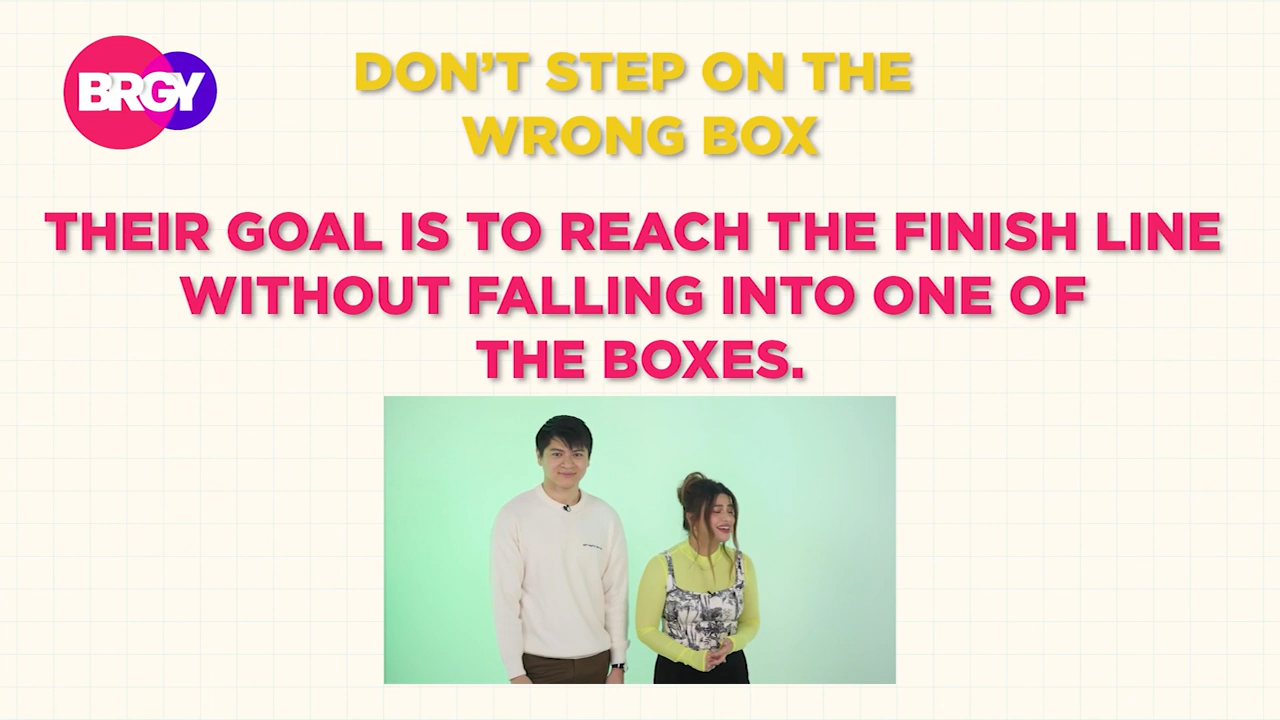 BRGY
DON'T STEP ON THE
WRONG BOX
THEIR GOAL IS TO REACH THE FINISH LINE
WITHOUT FALLING INTO ONE OF
THE BOXES.